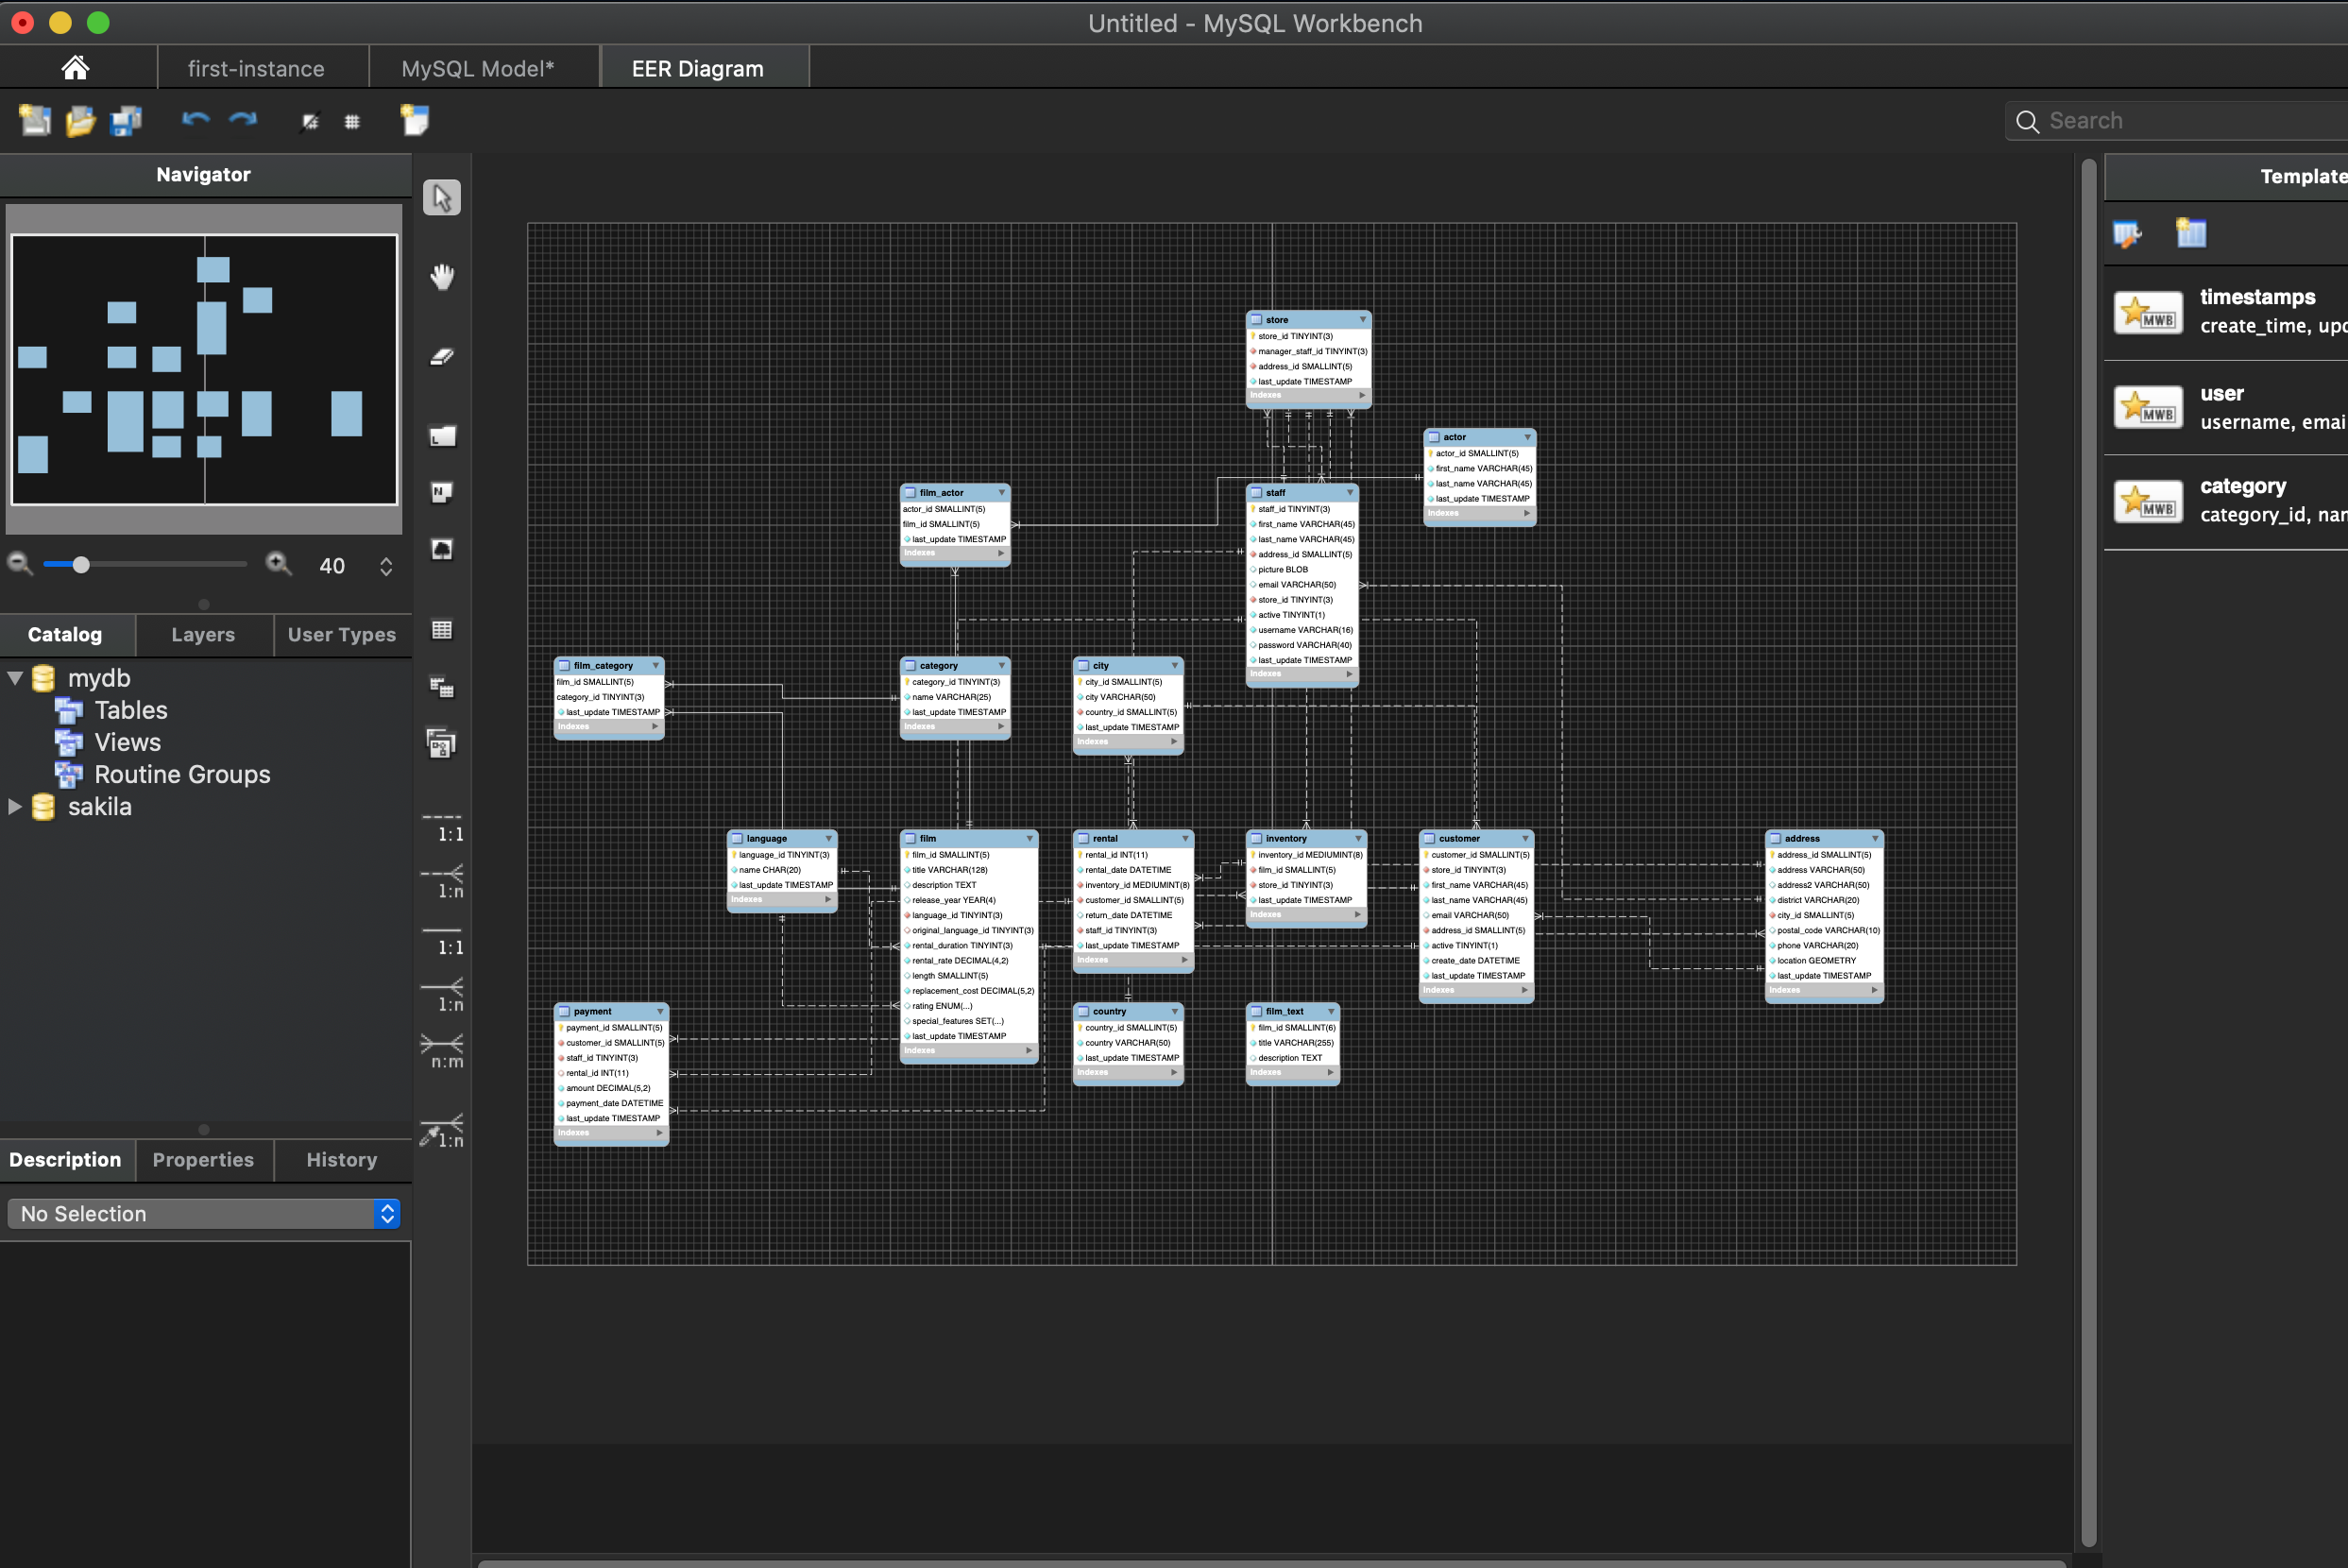 Untitled - MySQL Workbench
first-instance
MySQL Model*
EER Diagram
Search
Navigator
40
Catalog
Layers
User Types
mydb
Tables
Views
Routine Groups
sakila
Description
Properties
History
No Selection
L
N
1:1
1:n
1:1
1:n
n:m
1:n
store
store_id TINYINT(3)
manager_staff_id TINYINT(3)
address_id SMALLINT(5)
last_update TIMESTAMP
Indexes
actor
actor_id SMALLINT(5)
first_name VARCHAR(45)
last_name VARCHAR(45)
last_update TIMESTAMP
Indexes
film_actor
actor_id SMALLINT(5)
film_id SMALLINT(5)
last_update TIMESTAMP
Indexes
staff
staff_id TINYINT(3)
first_name VARCHAR(45)
last_name VARCHAR(45)
address_id SMALLINT(5)
picture BLOB
email VARCHAR(50)
store_id TINYINT(3)
active TINYINT(1)
username VARCHAR(16)
password VARCHAR(40)
last_update TIMESTAMP
Indexes
film_category
film_id SMALLINT(5)
category_id TINYINT(3)
last_update TIMESTAMP
Indexes
category
category_id TINYINT(3)
name VARCHAR(25)
last_update TIMESTAMP
Indexes
city
city_id SMALLINT(5)
city VARCHAR(50)
country_id SMALLINT(5)
last_update TIMESTAMP
Indexes
language
language_id TINYINT(3)
name CHAR(20)
last_update TIMESTAMP
Indexes
film
film_id SMALLINT(5)
title VARCHAR(128)
description TEXT
release_year YEAR(4)
language_id TINYINT(3)
original_language_id TINYINT(3)
rental_duration TINYINT(3)
rental_rate DECIMAL(4,2)
length SMALLINT(5)
replacement_cost DECIMAL(5,2)
rating ENUM(...)
special_features SET(...)
last_update TIMESTAMP
Indexes
rental
rental_id INT(11)
rental_date DATETIME
inventory_id MEDIUMINT(8)
customer_id SMALLINT(5)
return_date DATETIME
staff_id TINYINT(3)
last_update TIMESTAMP
Indexes
inventory
inventory_id MEDIUMINT(8)
film_id SMALLINT(5)
store_id TINYINT(3)
last_update TIMESTAMP
Indexes
customer
customer_id SMALLINT(5)
store_id TINYINT(3)
first_name VARCHAR(45)
last_name VARCHAR(45)
email VARCHAR(50)
address_id SMALLINT(5)
active TINYINT(1)
create_date DATETIME
last_update TIMESTAMP
Indexes
address
address_id SMALLINT(5)
address VARCHAR(50)
address2 VARCHAR(50)
district VARCHAR(20)
city_id SMALLINT(5)
postal_code VARCHAR(10)
phone VARCHAR(20)
location GEOMETRY
last_update TIMESTAMP
Indexes
payment
payment_id SMALLINT(5)
customer_id SMALLINT(5)
staff_id TINYINT(3)
rental_id INT(11)
amount DECIMAL(5,2)
payment_date DATETIME
last_update TIMESTAMP
Indexes
country
country_id SMALLINT(5)
country VARCHAR(50)
last_update TIMESTAMP
Indexes
film_text
film_id SMALLINT(6)
title VARCHAR(255)
description TEXT
Indexes
Template
MWB
timestamps
create_time, upd
MWB
user
username, emai
MWB
category
category_id, nam